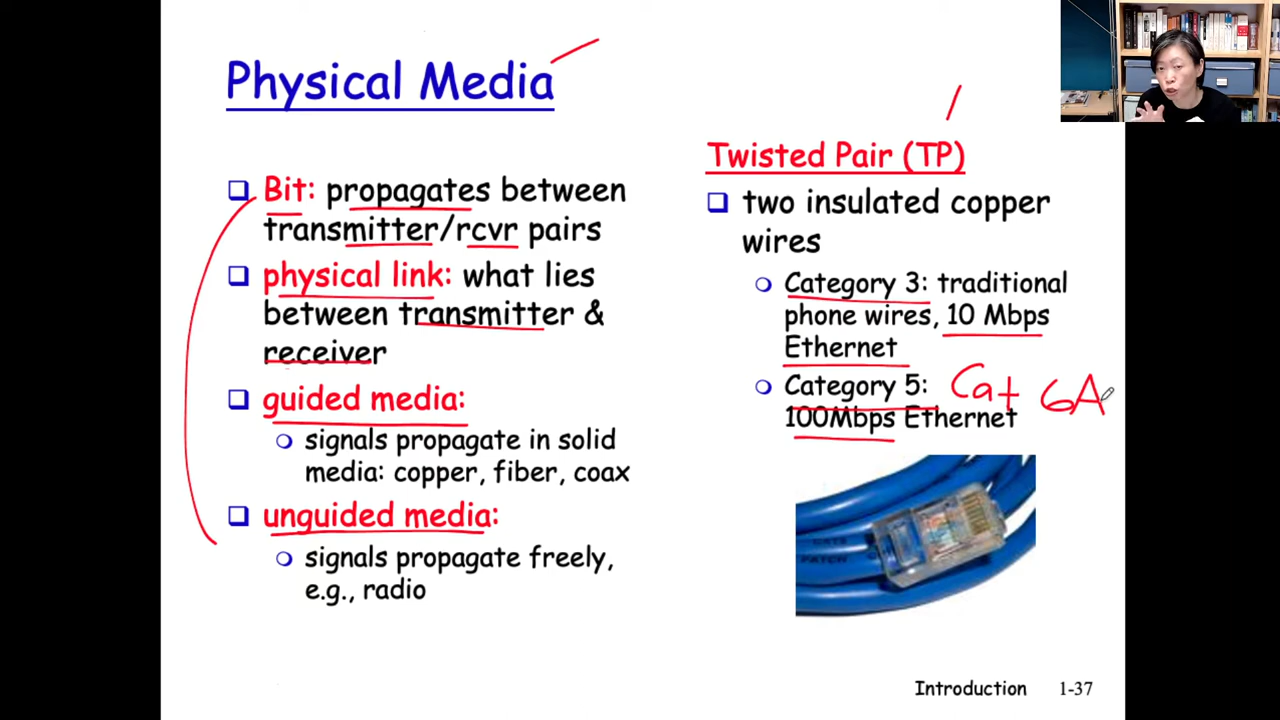 Physical Media
Bit: propagates between
transmitter/rcvr pairs
physical link: what lies
between transmitter &
receiver
guided media:
signals propagate in solid
media: copper, fiber, coax
unguided media:
signals propagate freely,
e.g., radio
Twisted Pair (TP)
two insulated copper
wires
Category 3: traditional
phone wires, 10 Mbps
Ethernet
Category 5:
100Mbps Ethernet
Cat 6A
PATCH
Introduction 1-37